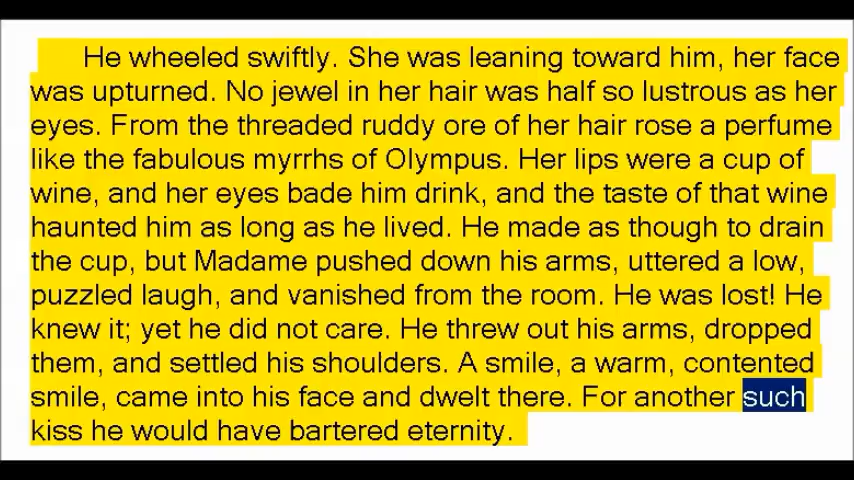 He wheeled swiftly. She was leaning toward him, her face
was upturned. No jewel in her hair was half so lustrous as her
eyes. From the threaded ruddy ore of her hair rose a perfume
like the fabulous myrrhs of Olympus. Her lips were a cup of
wine, and her eyes bade him drink, and the taste of that wine
haunted him as long as he lived. He made as though to drain
the cup, but Madame pushed down his arms, uttered a low,
puzzled laugh, and vanished from the room. He was lost! He
knew it; yet he did not care. He threw out his arms, dropped
them, and settled his shoulders. A smile, a warm, contented
smile, came into his face and dwelt there. For another such
kiss he would have bartered eternity.